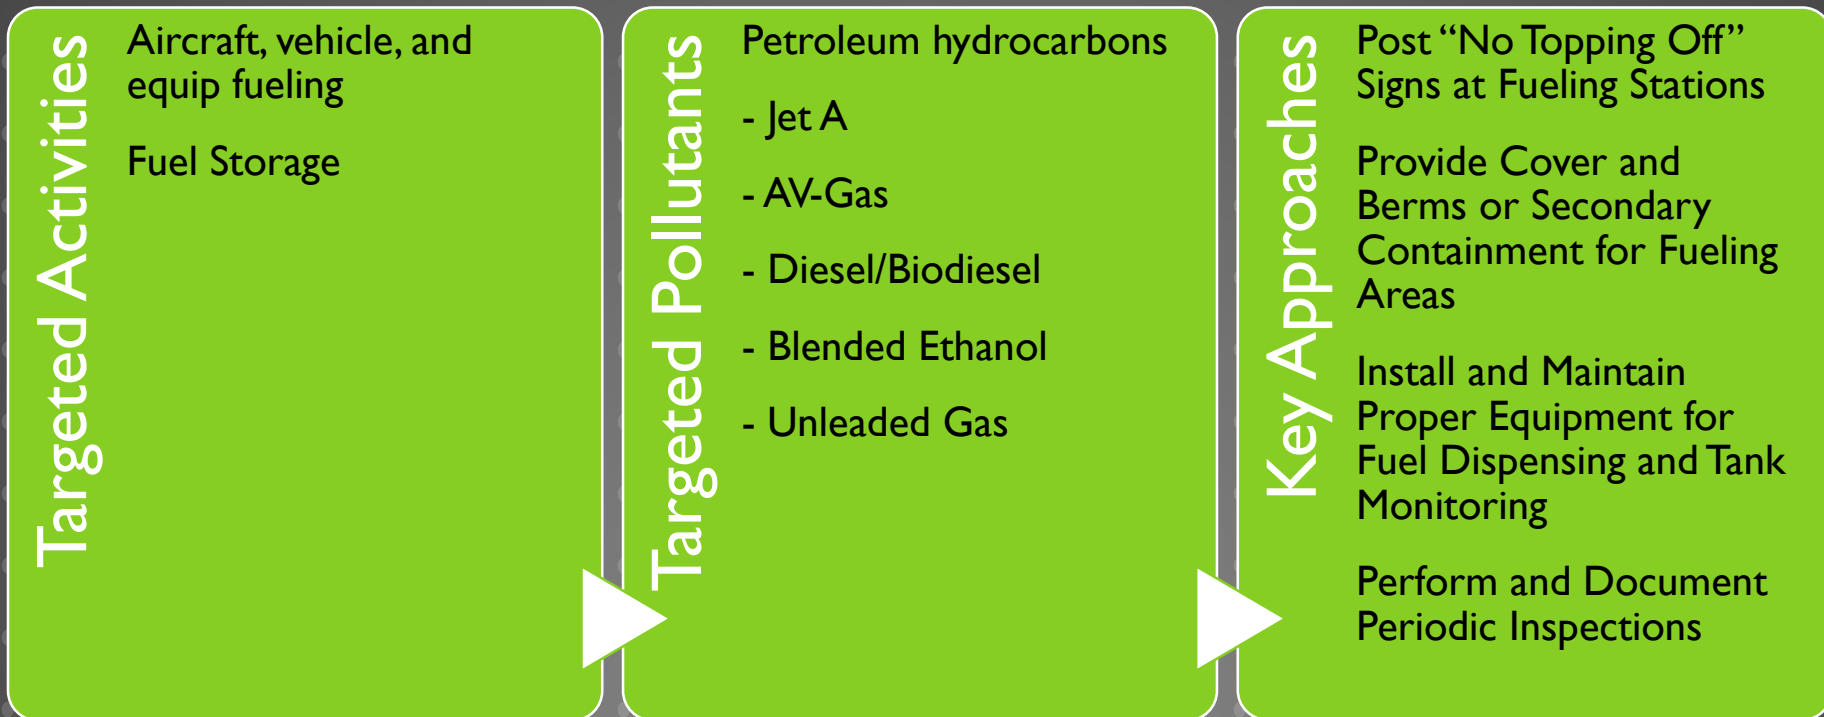 Targeted Activities
Aircraft, vehicle, and
equip fueling
Fuel Storage
Targeted Pollutants
Petroleum hydrocarbons
- Jet A
- AV-Gas
- Diesel/Biodiesel
- Blended Ethanol
- Unleaded Gas
Key Approaches
Post “No Topping Off”
Signs at Fueling Stations
Provide Cover and
Berms or Secondary
Containment for Fueling
Areas
Install and Maintain
Proper Equipment for
Fuel Dispensing and Tank
Monitoring
Perform and Document
Periodic Inspections